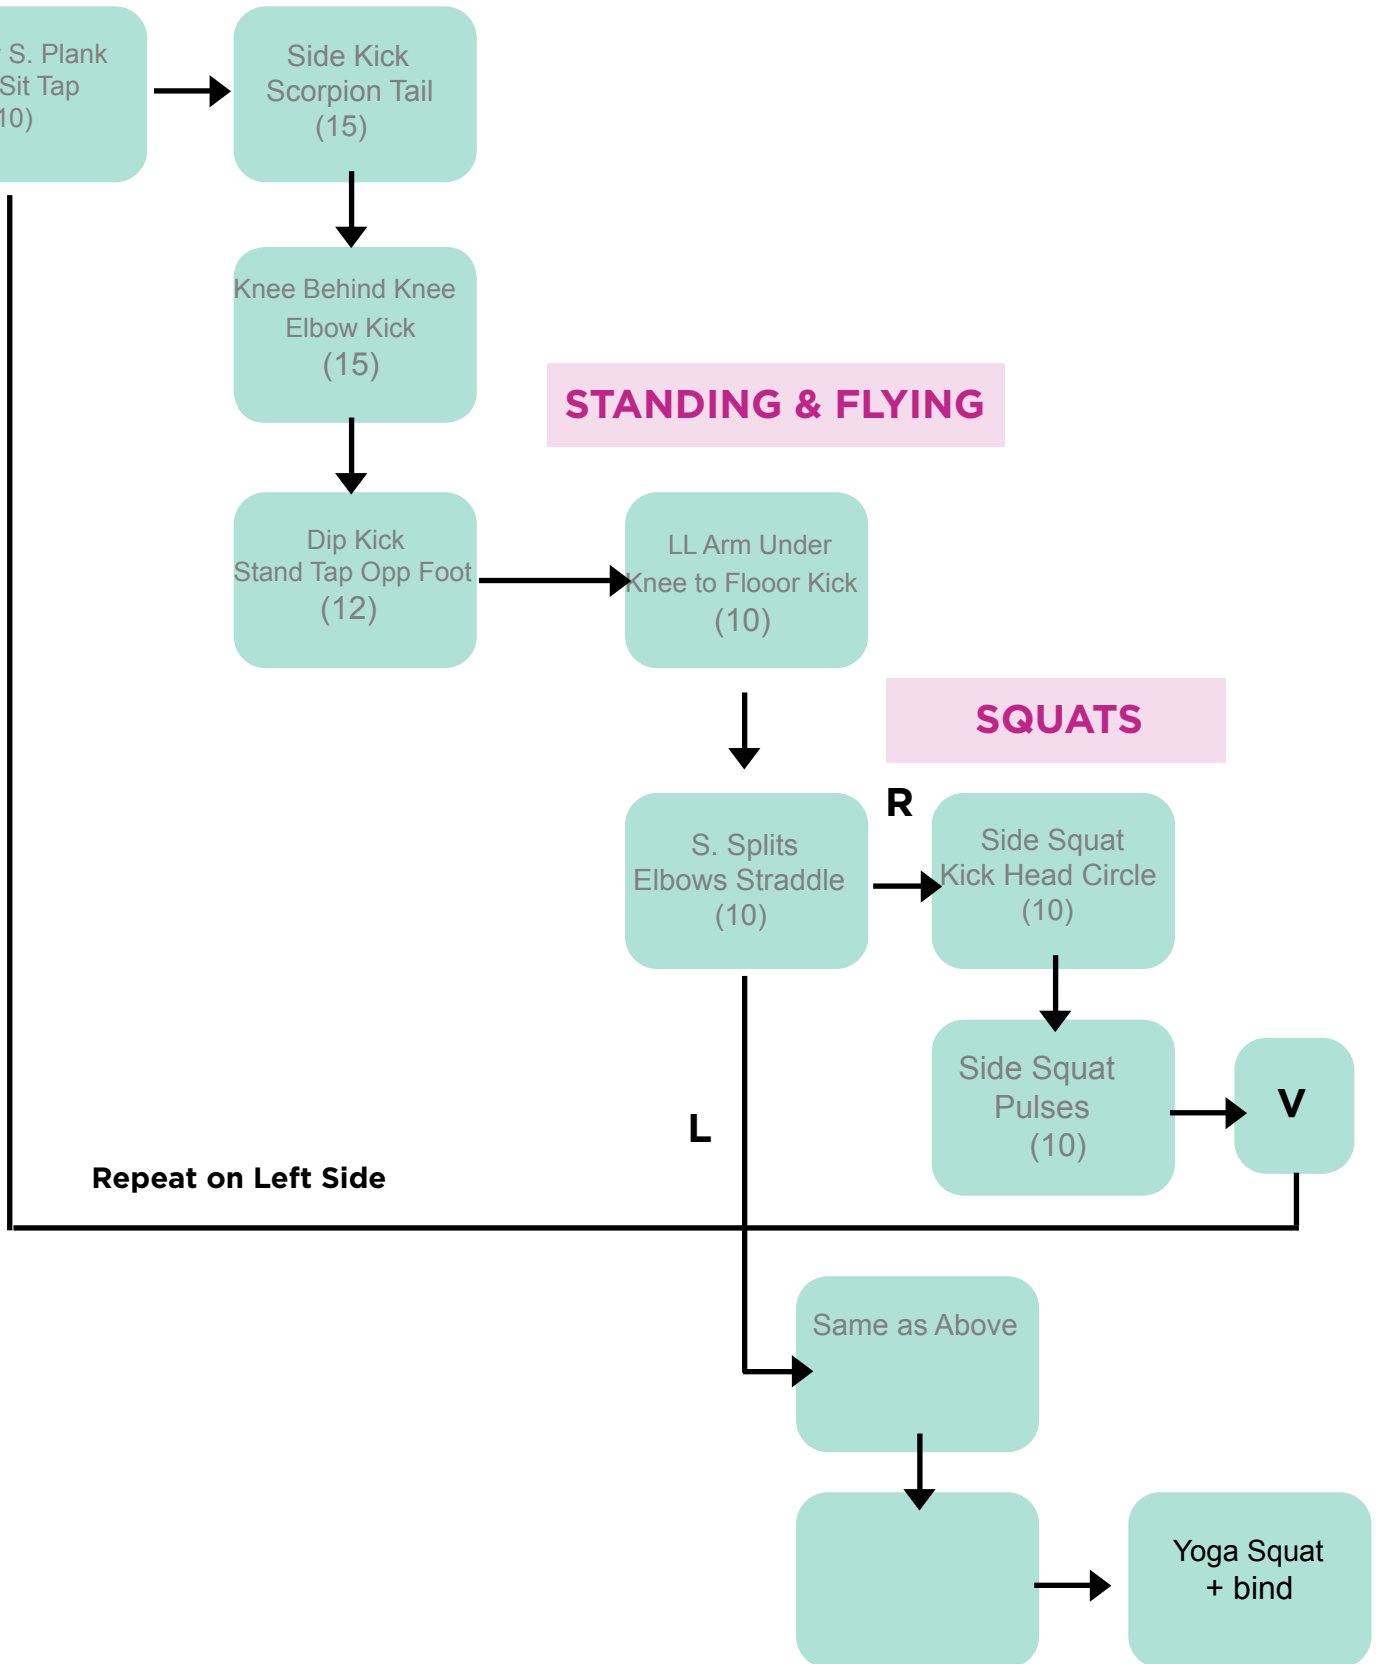 S. Plank
Sit Tap
10)
Side Kick
Scorpion Tail
(15)
Knee Behind Knee
Elbow Kick
(15)
STANDING & FLYING
Dip Kick
Stand Tap Opp Foot
(12)
LL Arm Under
Knee to Flooor Kick
(10)
SQUATS
S. Splits
Elbows Straddle
(10)
R
Side Squat
Kick Head Circle
(10)
Side Squat
Pulses
(10)
V
L
Repeat on Left Side
Same as Above
Yoga Squat
+ bind